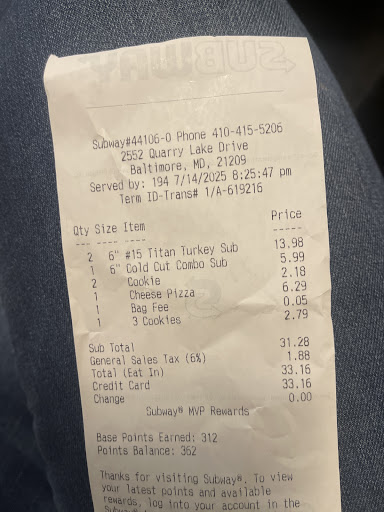 SUBWAY
Subway#44106-0 Phone 410-415-5206
2552 Quarry Lake Drive
Baltimore, MD, 21209
Served by: 194 7/14/2025 8:25:47 pm
Term ID-Trans# 1/A-619216
Qty Size Item Price
--- ---- ---- -----
2 6" #15 Titan Turkey Sub 13.98
1 6" Cold Cut Combo Sub 5.99
2 Cookie 2.18
1 Cheese Pizza 6.29
1 Bag Fee 0.05
1 3 Cookies 2.79
Sub Total 31.28
General Sales Tax (6%) 1.88
Total (Eat In) 33.16
Credit Card 33.16
Change 0.00
Subway® MVP Rewards
Base Points Earned: 312
Points Balance: 362
Thanks for visiting Subway®. To view
your latest points and available
rewards, log into your account in the